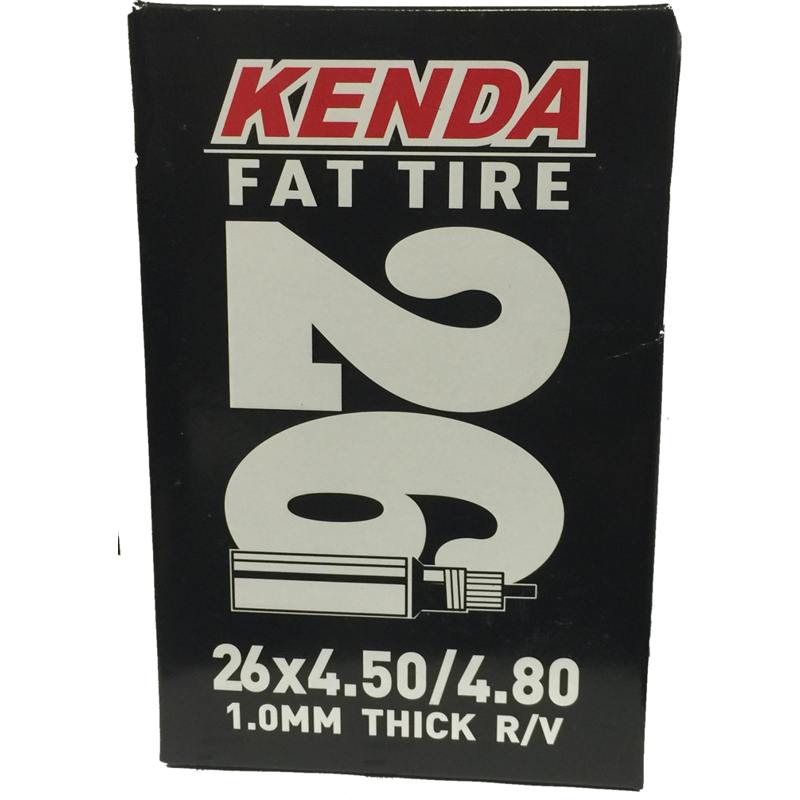 KENDA
FAT TIRE
26
26x4.50/4.80
1.0MM THICK R/V